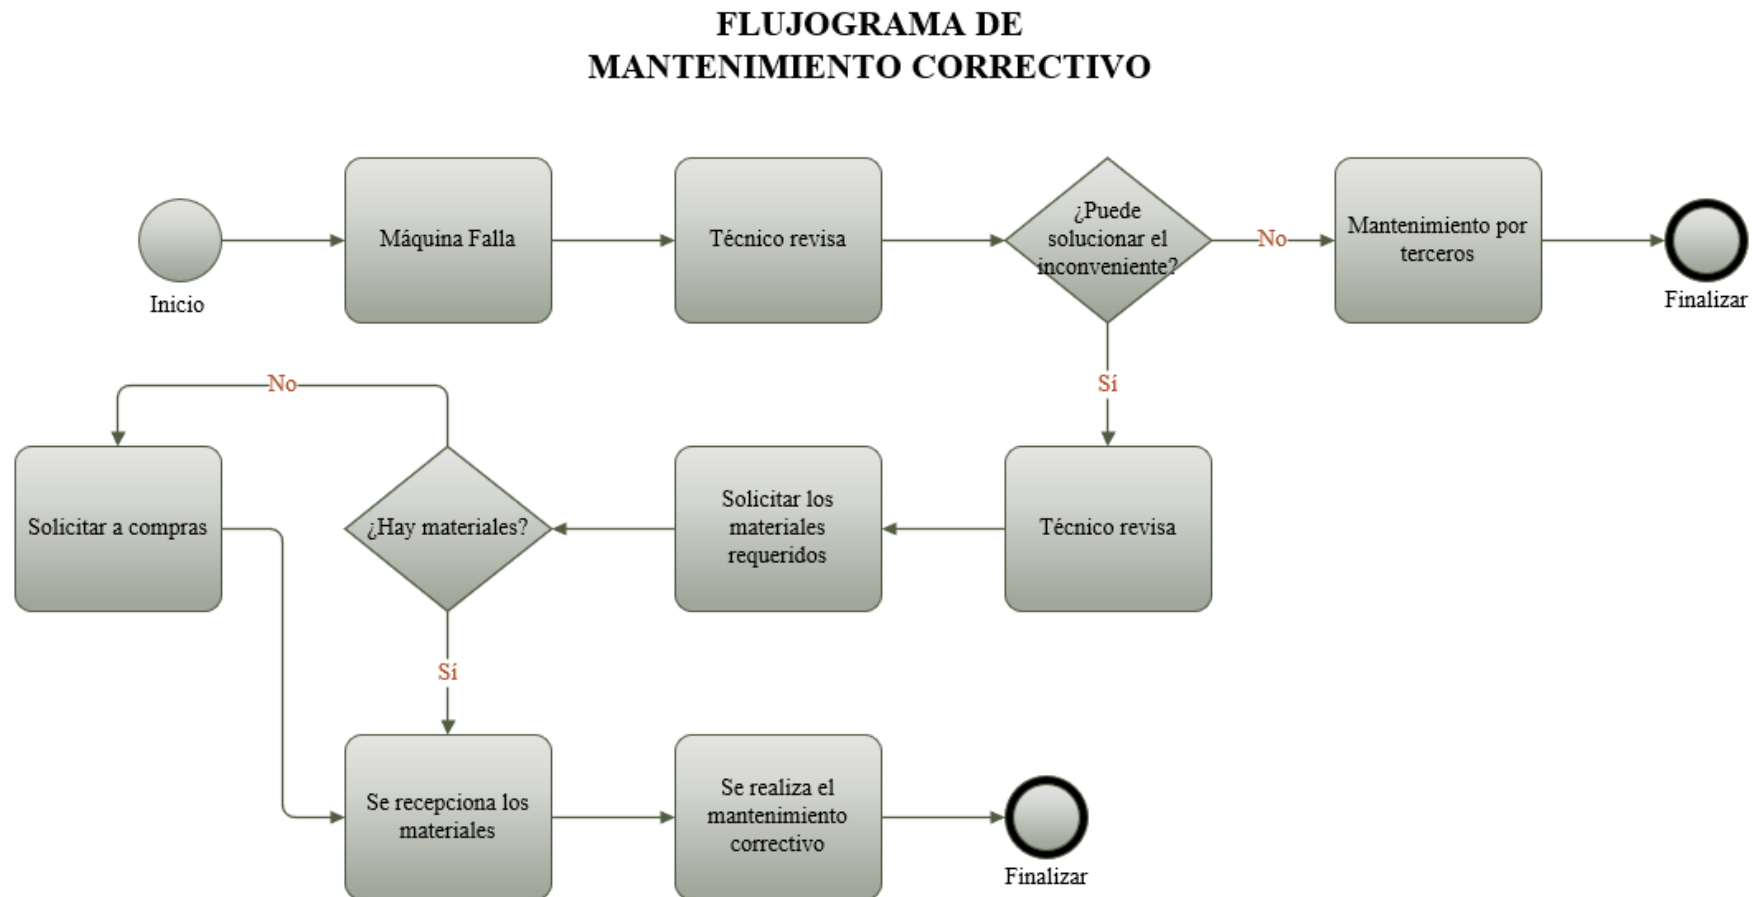 FLUJOGRAMA DE
MANTENIMIENTO CORRECTIVO
Inicio
Máquina Falla
Técnico revisa
¿Puede
solucionar el
inconveniente?
No
Mantenimiento por
terceros
Finalizar
Sí
Técnico revisa
Solicitar los
materiales
requeridos
¿Hay materiales?
No
Solicitar a compras
Sí
Se recepciona los
materiales
Se realiza el
mantenimiento
correctivo
Finalizar